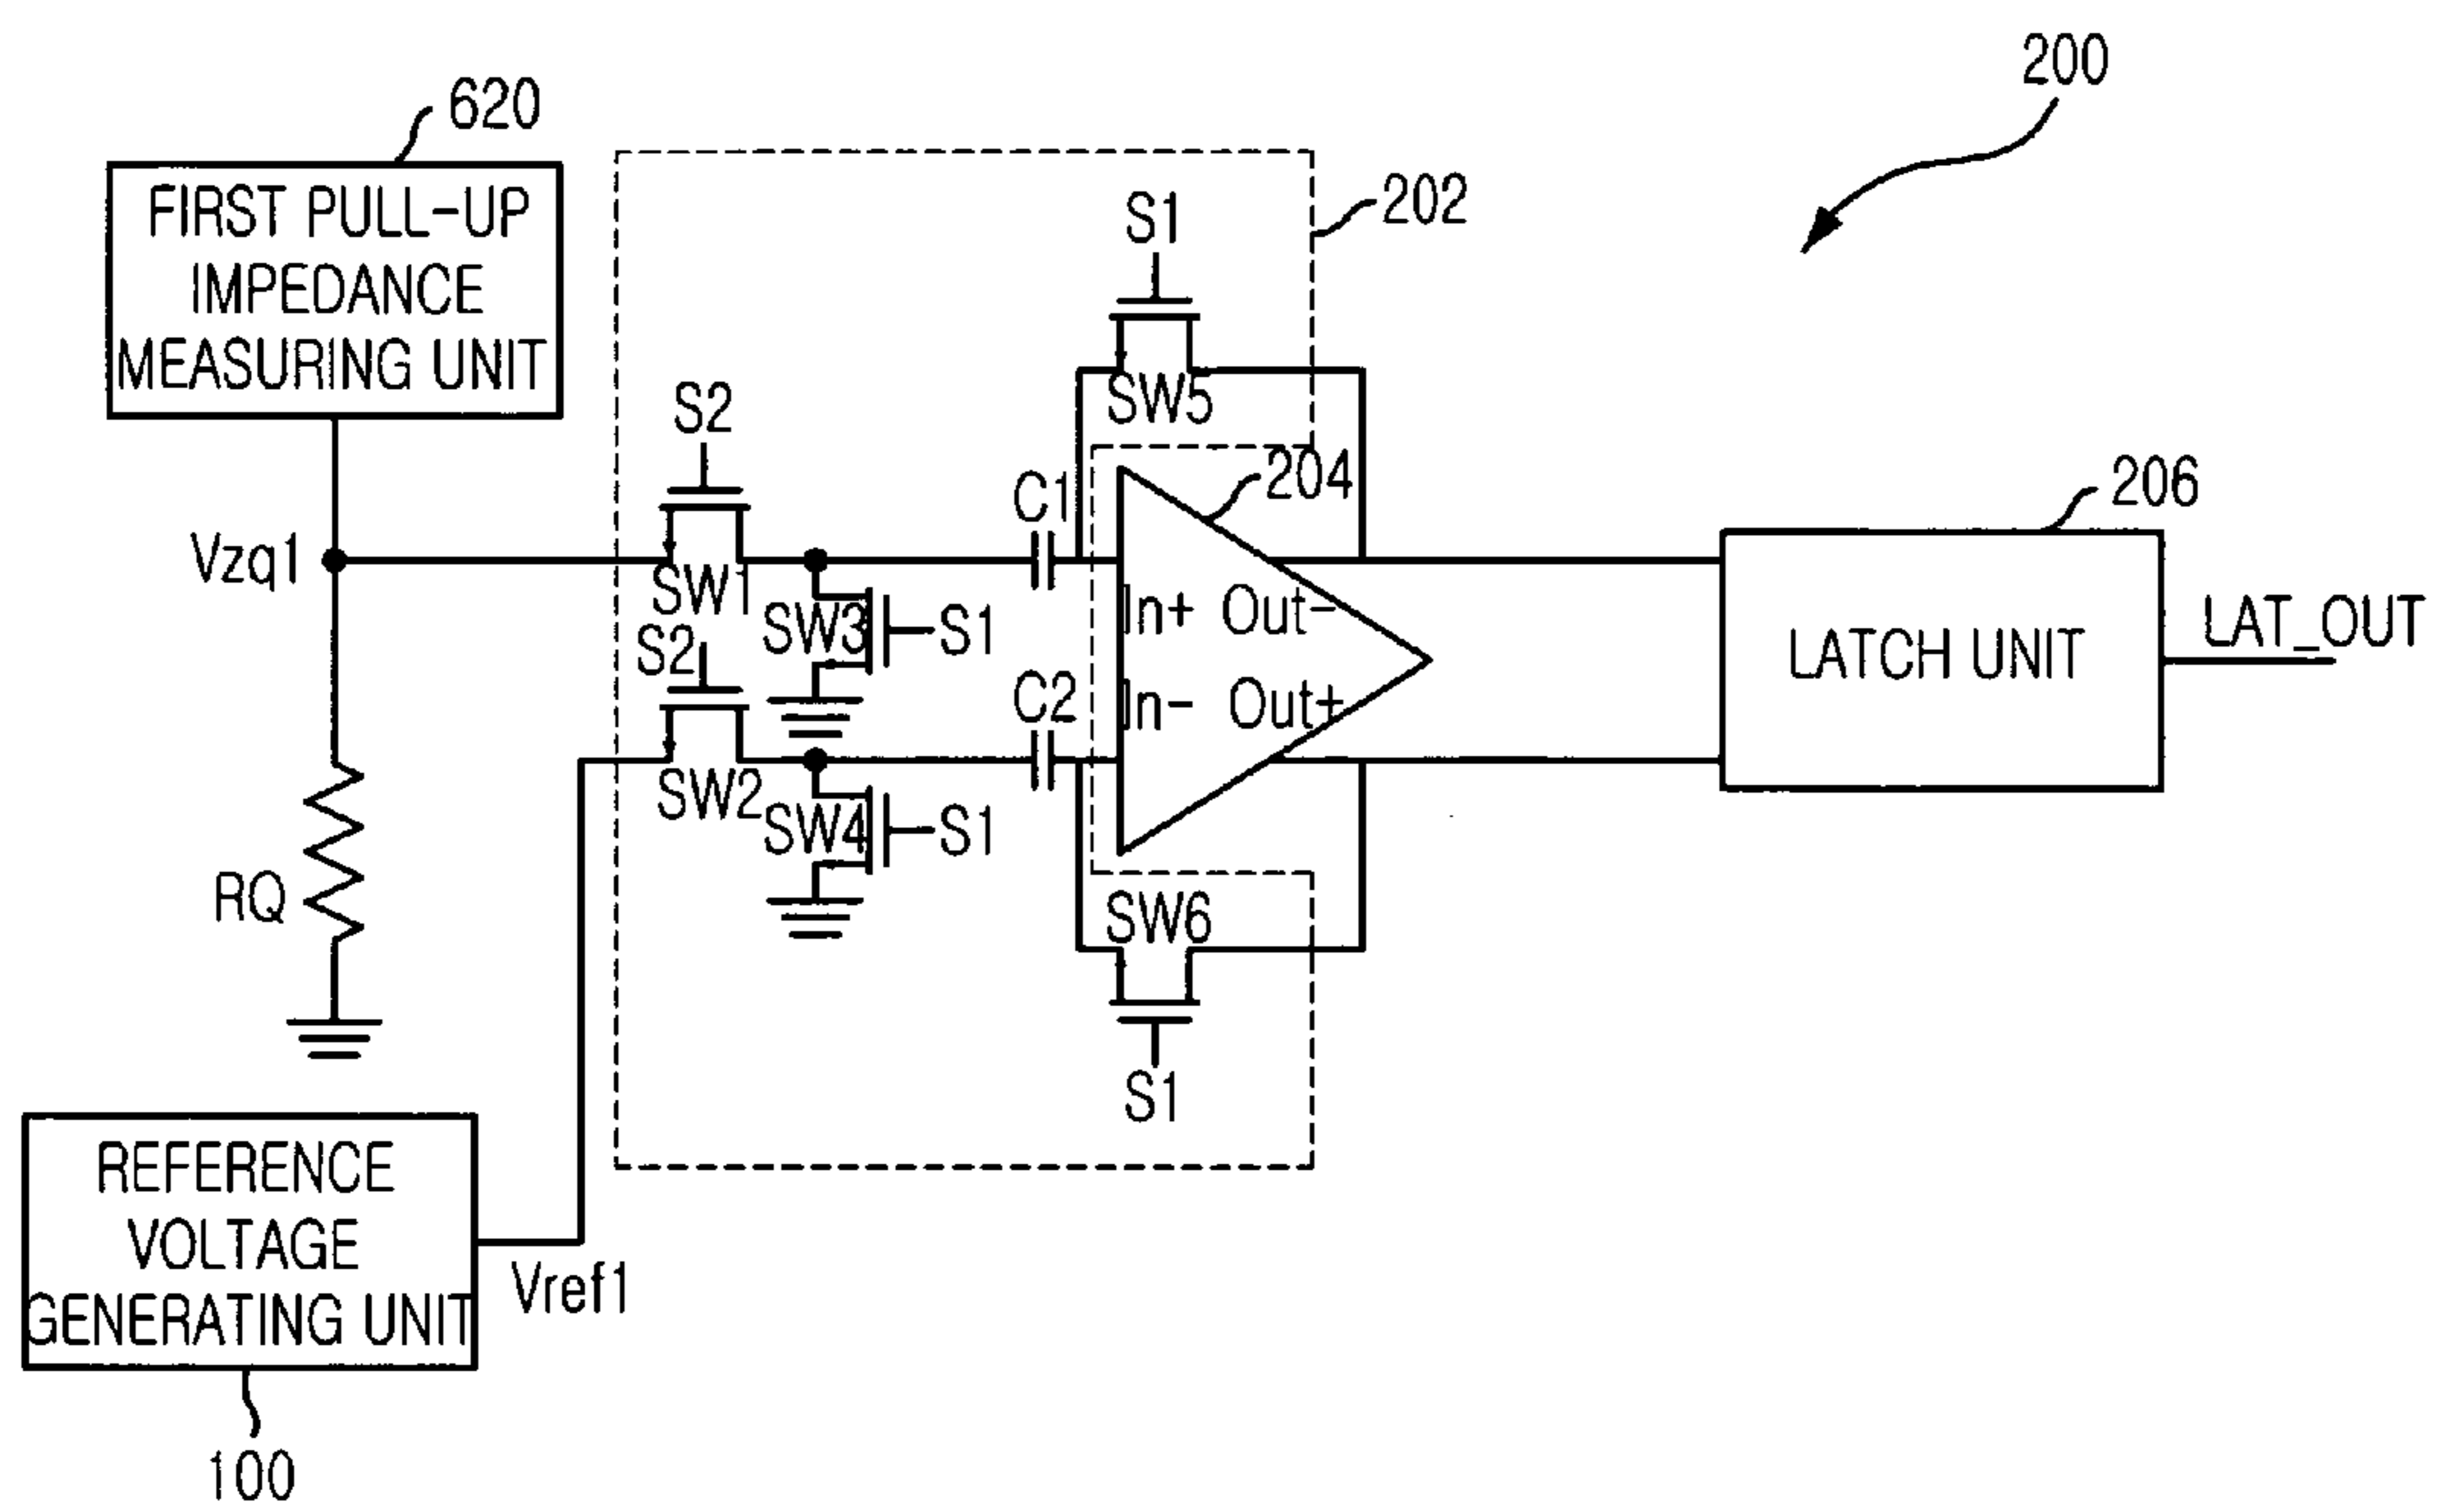 200
620
FIRST PULL-UP
IMPEDANCE
MEASURING UNIT
202
S1
SW5
S2
204
C1
206
Vzq1
SW1
SW3
S1
In+ Out-
LATCH UNIT
LAT_OUT
S2
C2
In- Out+
SW2
SW4
S1
RQ
SW6
S1
REFERENCE
VOLTAGE
GENERATING UNIT
Vref1
100